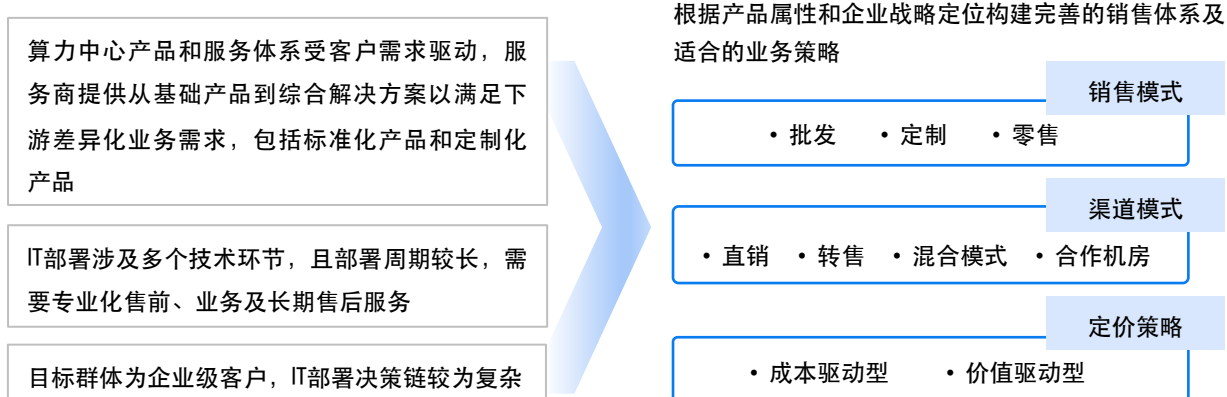 算力中心产品和服务体系受客户需求驱动，服
务商提供从基础产品到综合解决方案以满足下
游差异化业务需求，包括标准化产品和定制化
产品
IT部署涉及多个技术环节，且部署周期较长，需
要专业化售前、业务及长期售后服务
目标群体为企业级客户，IT部署决策链较为复杂
根据产品属性和企业战略定位构建完善的销售体系及
适合的业务策略
销售模式
• 批发 • 定制 • 零售
渠道模式
• 直销 • 转售 • 混合模式 • 合作机房
定价策略
• 成本驱动型 • 价值驱动型